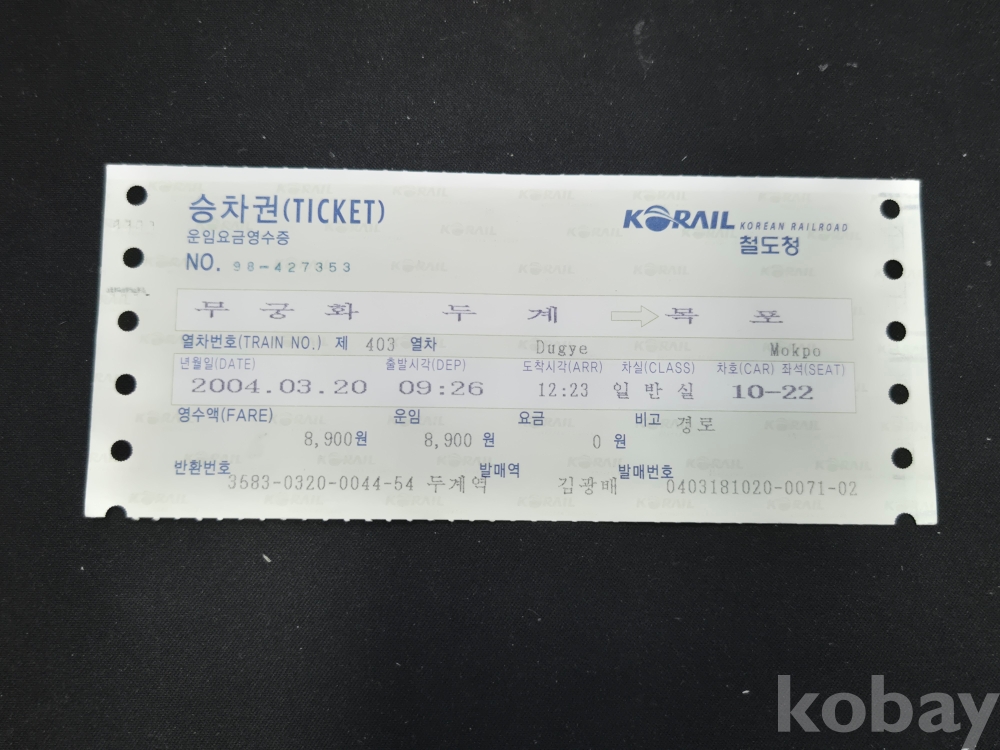 승차권(TICKET)
운임요금영수증
NO. 96-427353
KORAIL KOREAN RAILROAD
철도청
무 궁 화 두 계 ⇨ 목 포
열차번호(TRAIN NO.) 제 403 열차 Dugye Mokpo
년월일(DATE) 출발시각(DEP) 도착시각(ARR) 차실(CLASS) 차호(CAR) 좌석(SEAT)
2004.03.20 09:26 12:23 일반실 10-22
영수액(FARE) 운임 요금 비고 경로
8,900원 8,900 원 0 원
반환번호 발매역 발매번호
3583-0320-0044-54 두계역 김광배 0403181020-0071-02
kobay